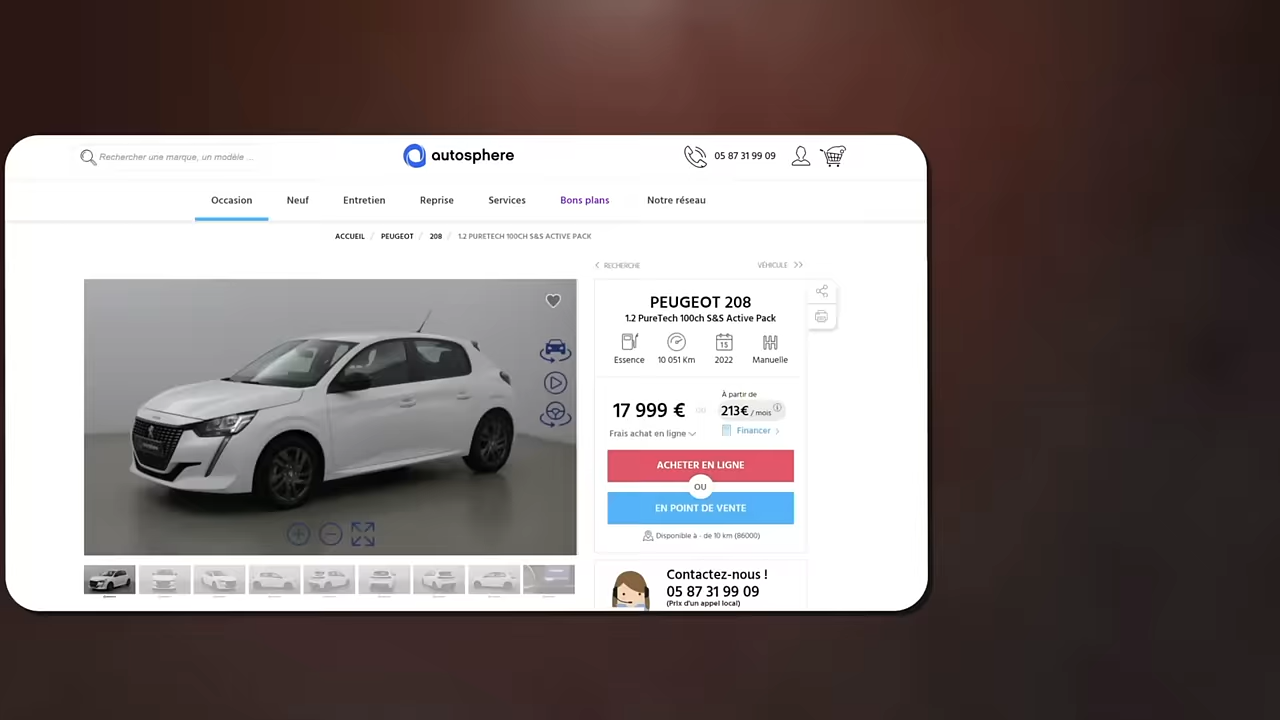 Rechercher une marque, un modèle ...
autosphere
05 87 31 99 09
Occasion
Neuf
Entretien
Reprise
Services
Bons plans
Notre réseau
ACCUEIL / PEUGEOT / 208 / 1.2 PURETECH 100CH S&S ACTIVE PACK
RECHERCHE
VÉHICULE
PEUGEOT 208
1.2 PureTech 100ch S&S Active Pack
15
Essence
10 051 Km
2022
Manuelle
À partir de
17 999 €
OU
213€ / mois
Frais achat en ligne
Financer
ACHETER EN LIGNE
OU
EN POINT DE VENTE
Disponible à - de 10 km (86000)
Contactez-nous !
05 87 31 99 09
(Prix d'un appel local)